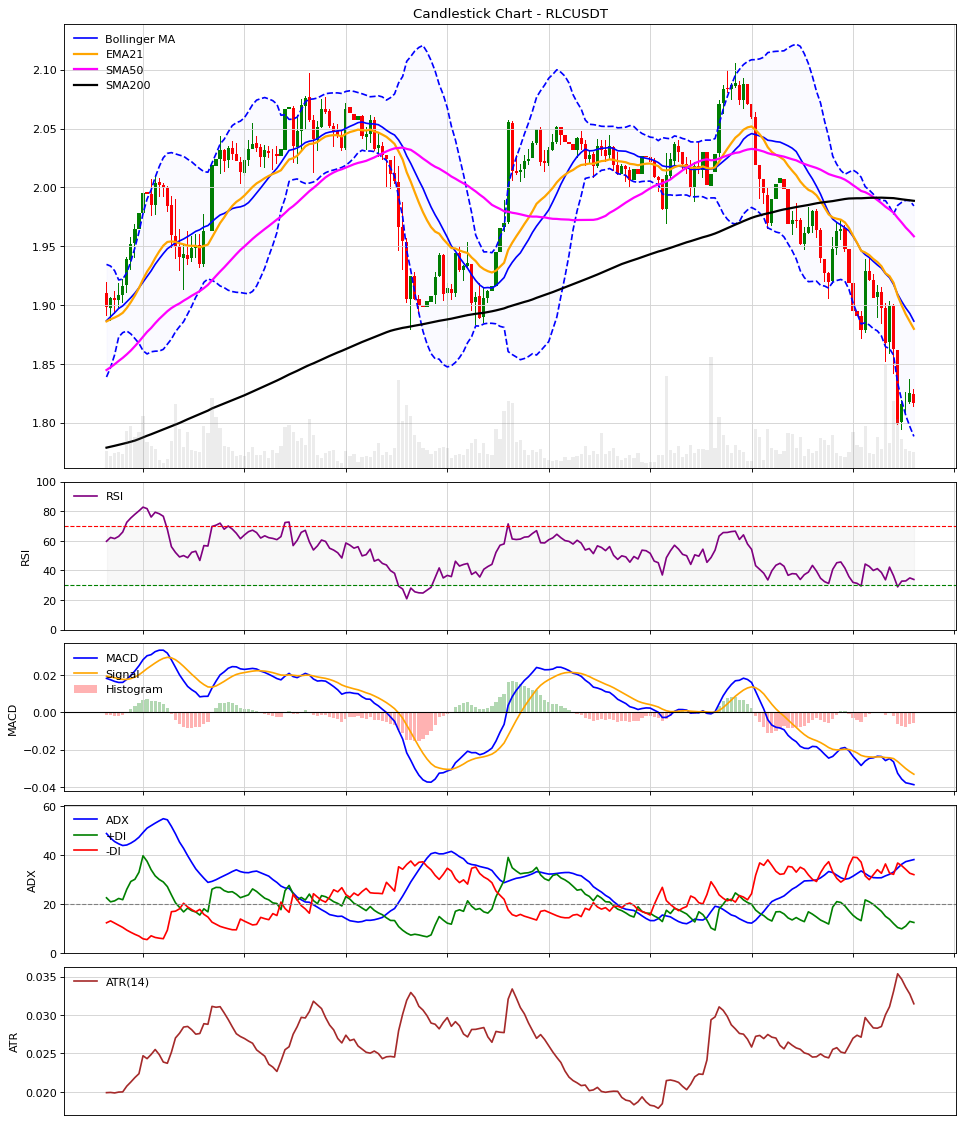 Candlestick Chart - RLCUSDT
Bollinger MA
EMA21
SMA50
SMA200
2.10
2.05
2.00
1.95
1.90
1.85
1.80
RSI
RSI
100
80
60
40
20
0
MACD
Signal
Histogram
MACD
0.02
0.00
−0.02
−0.04
ADX
+DI
-DI
ADX
60
40
20
0
ATR(14)
ATR
0.035
0.030
0.025
0.020